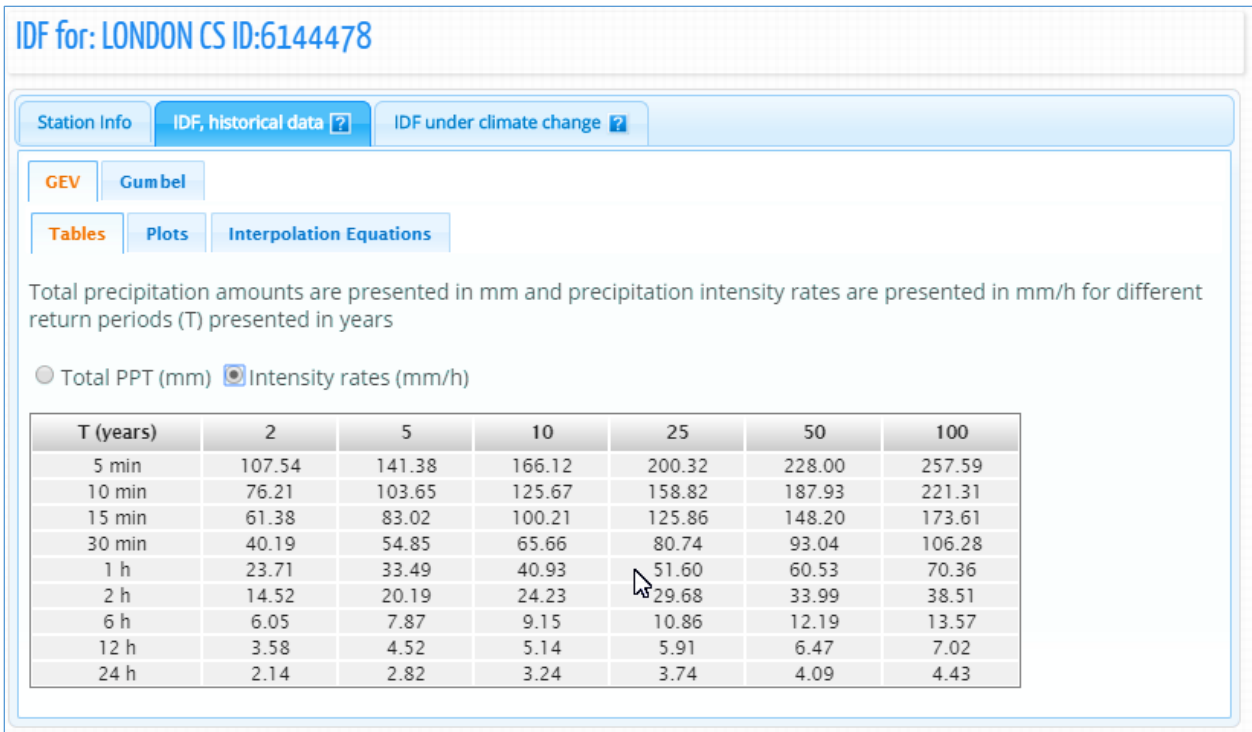 IDF for: LONDON CS ID:6144478
Station Info IDF, historical data ? IDF under climate change ?
GEV Gumbel
Tables Plots Interpolation Equations
Total precipitation amounts are presented in mm and precipitation intensity rates are presented in mm/h for different
return periods (T) presented in years
Total PPT (mm) Intensity rates (mm/h)
T (years) 2 5 10 25 50 100
5 min 107.54 141.38 166.12 200.32 228.00 257.59
10 min 76.21 103.65 125.67 158.82 187.93 221.31
15 min 61.38 83.02 100.21 125.86 148.20 173.61
30 min 40.19 54.85 65.66 80.74 93.04 106.28
1 h 23.71 33.49 40.93 51.60 60.53 70.36
2 h 14.52 20.19 24.23 29.68 33.99 38.51
6 h 6.05 7.87 9.15 10.86 12.19 13.57
12 h 3.58 4.52 5.14 5.91 6.47 7.02
24 h 2.14 2.82 3.24 3.74 4.09 4.43